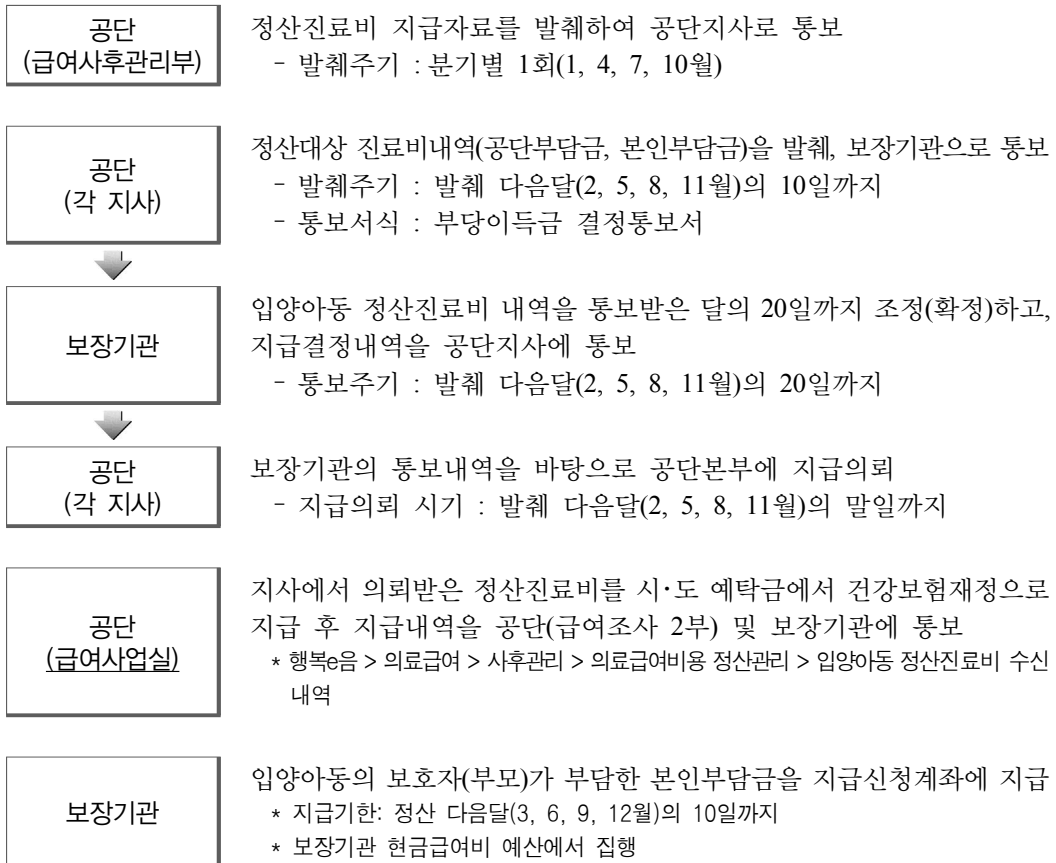 공단
(급여사후관리부)
정산진료비 지급자료를 발췌하여 공단지사로 통보
- 발췌주기 : 분기별 1회(1, 4, 7, 10월)
공단
(각 지사)
정산대상 진료비내역(공단부담금, 본인부담금)을 발췌, 보장기관으로 통보
- 발췌주기 : 발췌 다음달(2, 5, 8, 11월)의 10일까지
- 통보서식 : 부당이득금 결정통보서
보장기관
입양아동 정산진료비 내역을 통보받은 달의 20일까지 조정(확정)하고,
지급결정내역을 공단지사에 통보
- 통보주기 : 발췌 다음달(2, 5, 8, 11월)의 20일까지
공단
(각 지사)
보장기관의 통보내역을 바탕으로 공단본부에 지급의뢰
- 지급의뢰 시기 : 발췌 다음달(2, 5, 8, 11월)의 말일까지
공단
(급여사업실)
지사에서 의뢰받은 정산진료비를 시·도 예탁금에서 건강보험재정으로
지급 후 지급내역을 공단(급여조사 2부) 및 보장기관에 통보
* 행복e음 > 의료급여 > 사후관리 > 의료급여비용 정산관리 > 입양아동 정산진료비 수신
내역
보장기관
입양아동의 보호자(부모)가 부담한 본인부담금을 지급신청계좌에 지급
* 지급기한: 정산 다음달(3, 6, 9, 12월)의 10일까지
* 보장기관 현금급여비 예산에서 집행